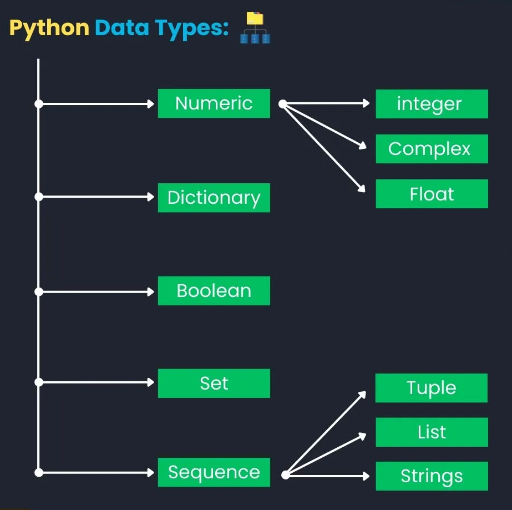 Python Data Types:
Numeric
integer
Complex
Float
Dictionary
Boolean
Set
Sequence
Tuple
List
Strings